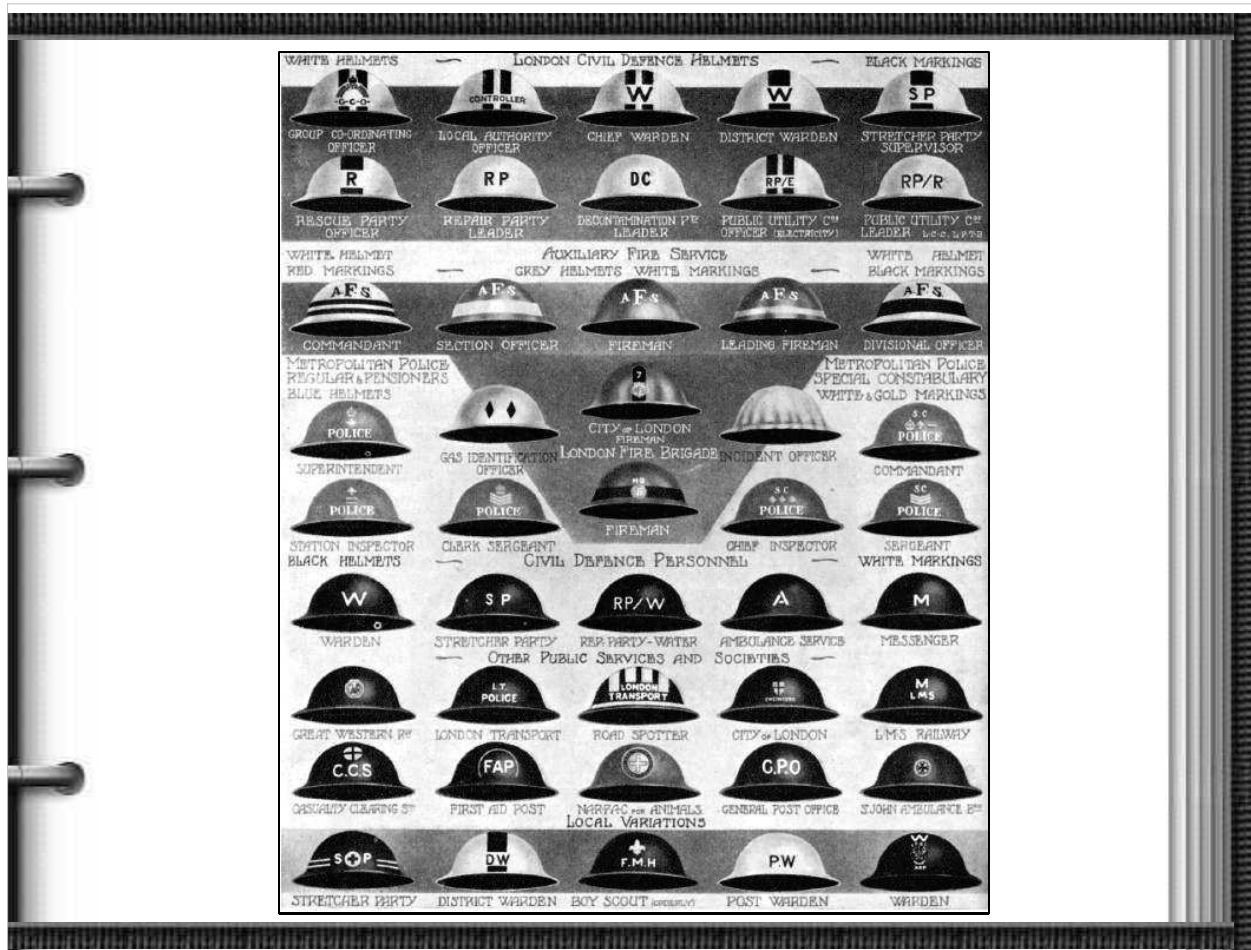 WHITE HELMETS — LONDON CIVIL DEFENCE HELMETS — BLACK MARKINGS
G·C·O CONTROLLER W W S P
GROUP CO-ORDINATING OFFICER
LOCAL AUTHORITY OFFICER
CHIEF WARDEN
DISTRICT WARDEN
STRETCHER PARTY SUPERVISOR
R RP DC RP/E RP/R
RESCUE PARTY OFFICER
REPAIR PARTY LEADER
DECONTAMINATION PTY LEADER
PUBLIC UTILITY COY OFFICER (ELECTRICITY)
PUBLIC UTILITY COY LEADER L·C·C·
WHITE HELMET RED MARKINGS
— AUXILIARY FIRE SERVICE —
GREY HELMETS WHITE MARKINGS
WHITE HELMET BLACK MARKINGS
AFS AFS AFS AFS AFS
COMMANDANT SECTION OFFICER FIREMAN LEADING FIREMAN DIVISIONAL OFFICER
METROPOLITAN POLICE
REGULAR & PENSIONERS
BLUE HELMETS
METROPOLITAN POLICE
SPECIAL CONSTABULARY
WHITE & GOLD MARKINGS
7
CITY OF LONDON
FIREMAN
LONDON FIRE BRIGADE
POLICE
SUPERINTENDENT
GAS IDENTIFICATION OFFICER
INCIDENT OFFICER
S C
POLICE
COMMANDANT
POLICE
STATION INSPECTOR
POLICE
CLERK SERGEANT
FIREMAN
S C
POLICE
CHIEF INSPECTOR
SC
POLICE
SERGEANT
BLACK HELMETS — CIVIL DEFENCE PERSONNEL — WHITE MARKINGS
W S P RP/W A M
WARDEN STRETCHER PARTY REP. PARTY-WATER AMBULANCE SERVICE MESSENGER
— OTHER PUBLIC SERVICES AND SOCIETIES —
L.T. POLICE
LONDON TRANSPORT
M LMS
GREAT WESTERN RY LONDON TRANSPORT ROAD SPOTTER CITY OF LONDON L·M·S RAILWAY
C.C.S FAP G.P.O
CASUALTY CLEARING STN FIRST AID POST NARPAC FOR ANIMALS GENERAL POST OFFICE S.JOHN AMBULANCE BDE
LOCAL VARIATIONS
S P DW F.M.H P.W W ARP
STRETCHER PARTY DISTRICT WARDEN BOY SCOUT (ORDERLY) POST WARDEN WARDEN